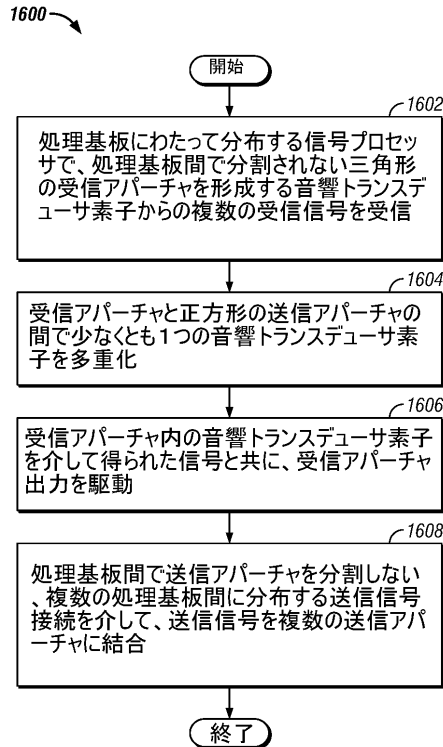 1600
開始
1602
処理基板にわたって分布する信号プロセッ
サで、処理基板間で分割されない三角形
の受信アパーチャを形成する音響トランスデ
ューサ素子からの複数の受信信号を受信
1604
受信アパーチャと正方形の送信アパーチャの
間で少なくとも1つの音響トランスデューサ素
子を多重化
1606
受信アパーチャ内の音響トランスデューサ素子
を介して得られた信号と共に、受信アパーチャ
出力を駆動
1608
処理基板間で送信アパーチャを分割しない
、複数の処理基板間に分布する送信信号
接続を介して、送信信号を複数の送信アパ
ーチャに結合
終了